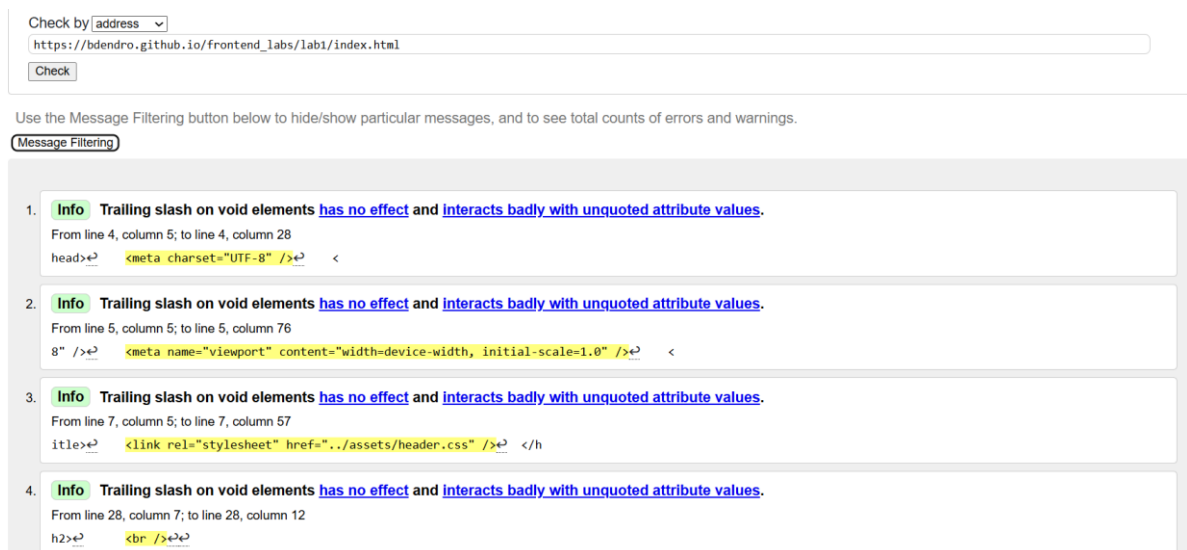 Check by address
https://bdendro.github.io/frontend_labs/lab1/index.html
Check
Use the Message Filtering button below to hide/show particular messages, and to see total counts of errors and warnings.
Message Filtering
1. Info Trailing slash on void elements has no effect and interacts badly with unquoted attribute values.
From line 4, column 5; to line 4, column 28
head>↩ <meta charset="UTF-8" />↩ <
2. Info Trailing slash on void elements has no effect and interacts badly with unquoted attribute values.
From line 5, column 5; to line 5, column 76
8" />↩ <meta name="viewport" content="width=device-width, initial-scale=1.0" />↩ <
3. Info Trailing slash on void elements has no effect and interacts badly with unquoted attribute values.
From line 7, column 5; to line 7, column 57
itle>↩ <link rel="stylesheet" href="../assets/header.css" />↩ </h
4. Info Trailing slash on void elements has no effect and interacts badly with unquoted attribute values.
From line 28, column 7; to line 28, column 12
h2>↩ <br />↩↩